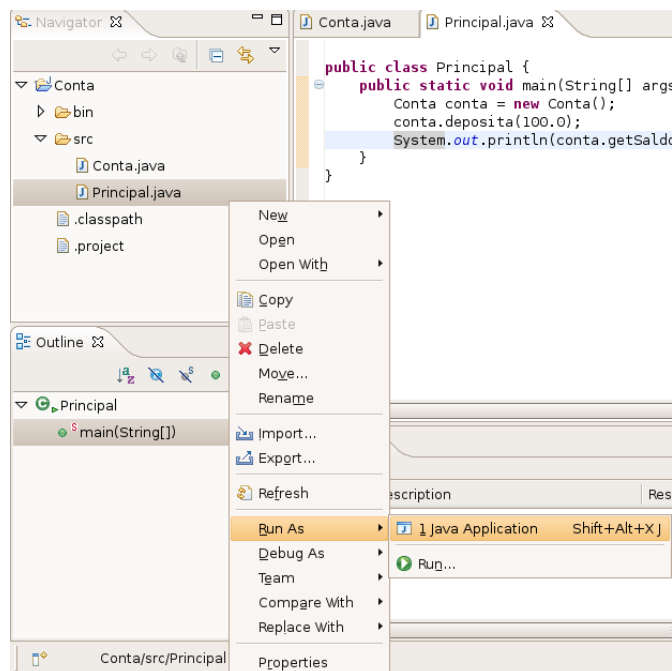 Navigator
Conta
bin
src
Conta.java
Principal.java
.classpath
.project
Conta.java
Principal.java
public class Principal {
public static void main(String[] args
Conta conta = new Conta();
conta.deposita(100.0);
System.out.println(conta.getSaldo
}
}
New
Open
Open With
Copy
Paste
Delete
Move...
Rename
Import...
Export...
Refresh
Run As
Debug As
Team
Compare With
Replace With
Properties
1 Java Application Shift+Alt+X J
Run...
Outline
Principal
main(String[])
escription
Res
Conta/src/Principal